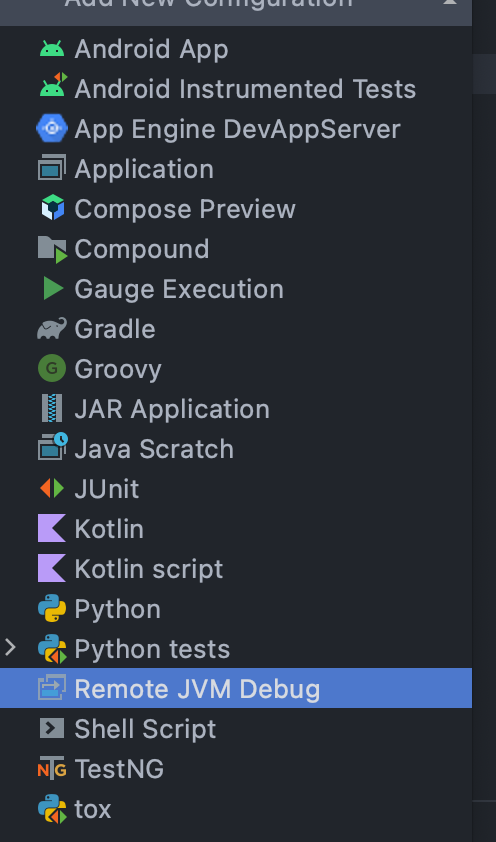 Add New Configuration
Android App
Android Instrumented Tests
App Engine DevAppServer
Application
Compose Preview
Compound
Gauge Execution
Gradle
G Groovy
JAR Application
Java Scratch
JUnit
Kotlin
Kotlin script
Python
Python tests
Remote JVM Debug
Shell Script
NG TestNG
tox